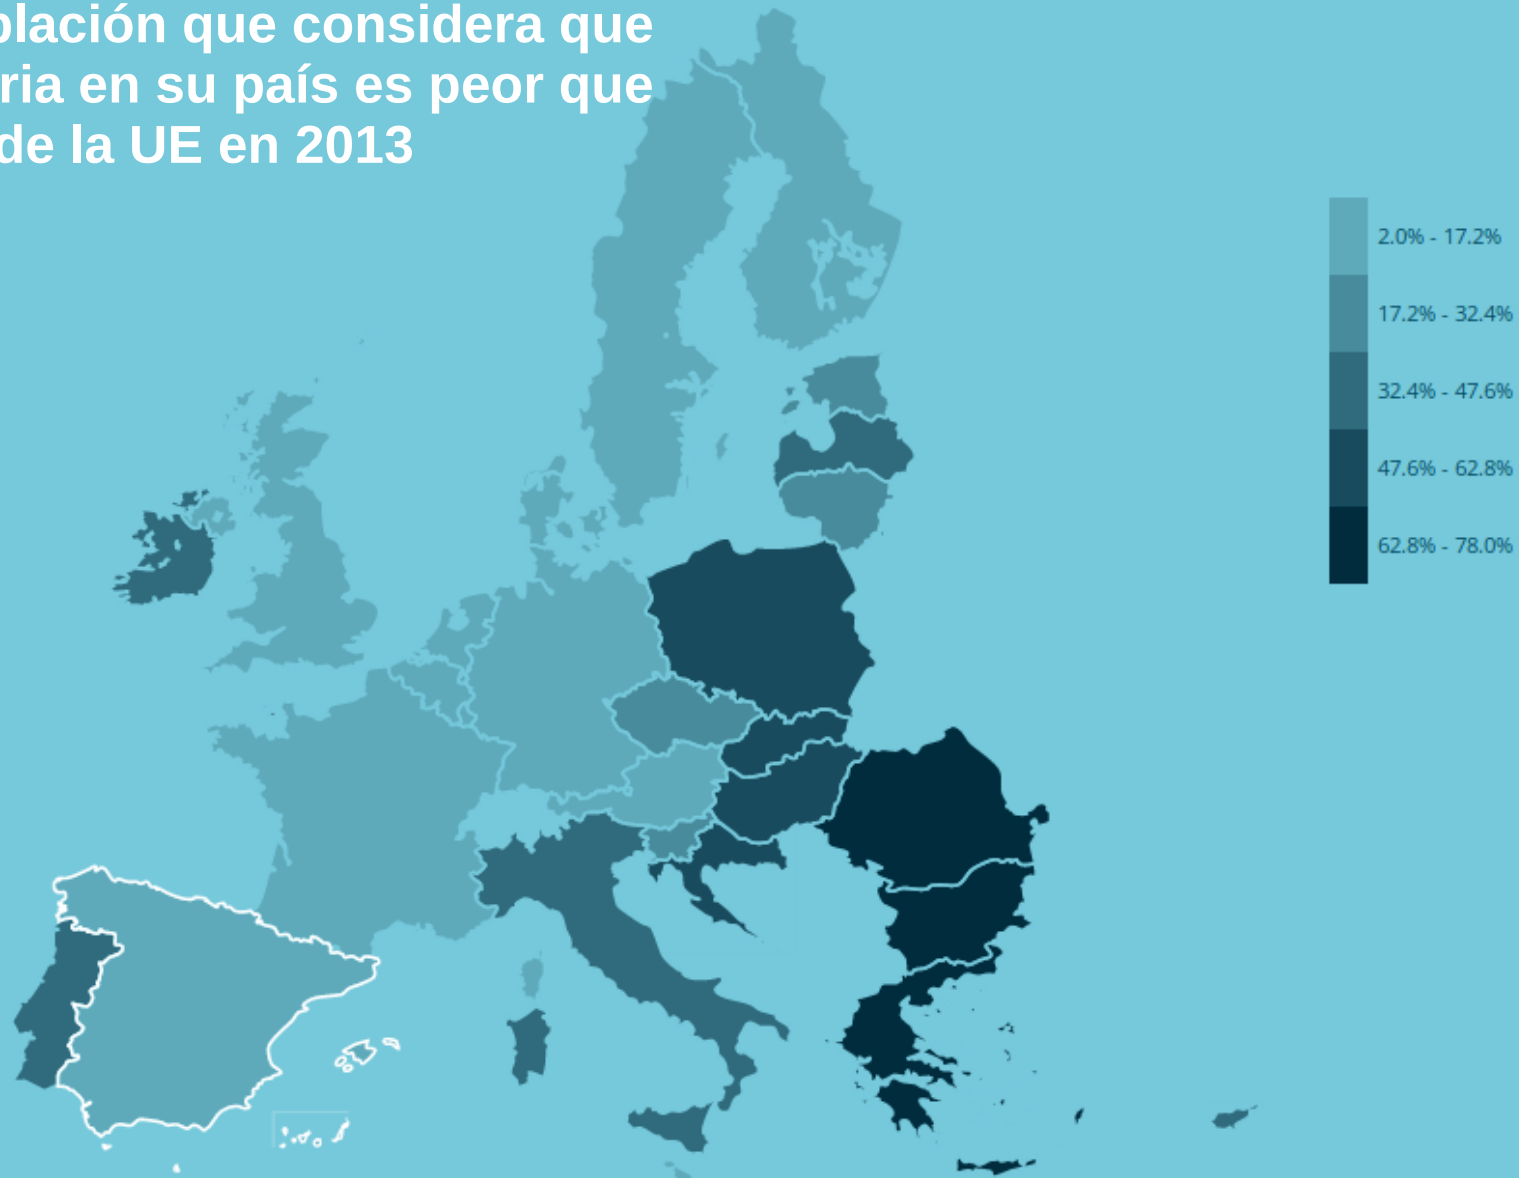 blación que considera que
ria en su país es peor que
de la UE en 2013
2.0% - 17.2%
17.2% - 32.4%
32.4% - 47.6%
47.6% - 62.8%
62.8% - 78.0%